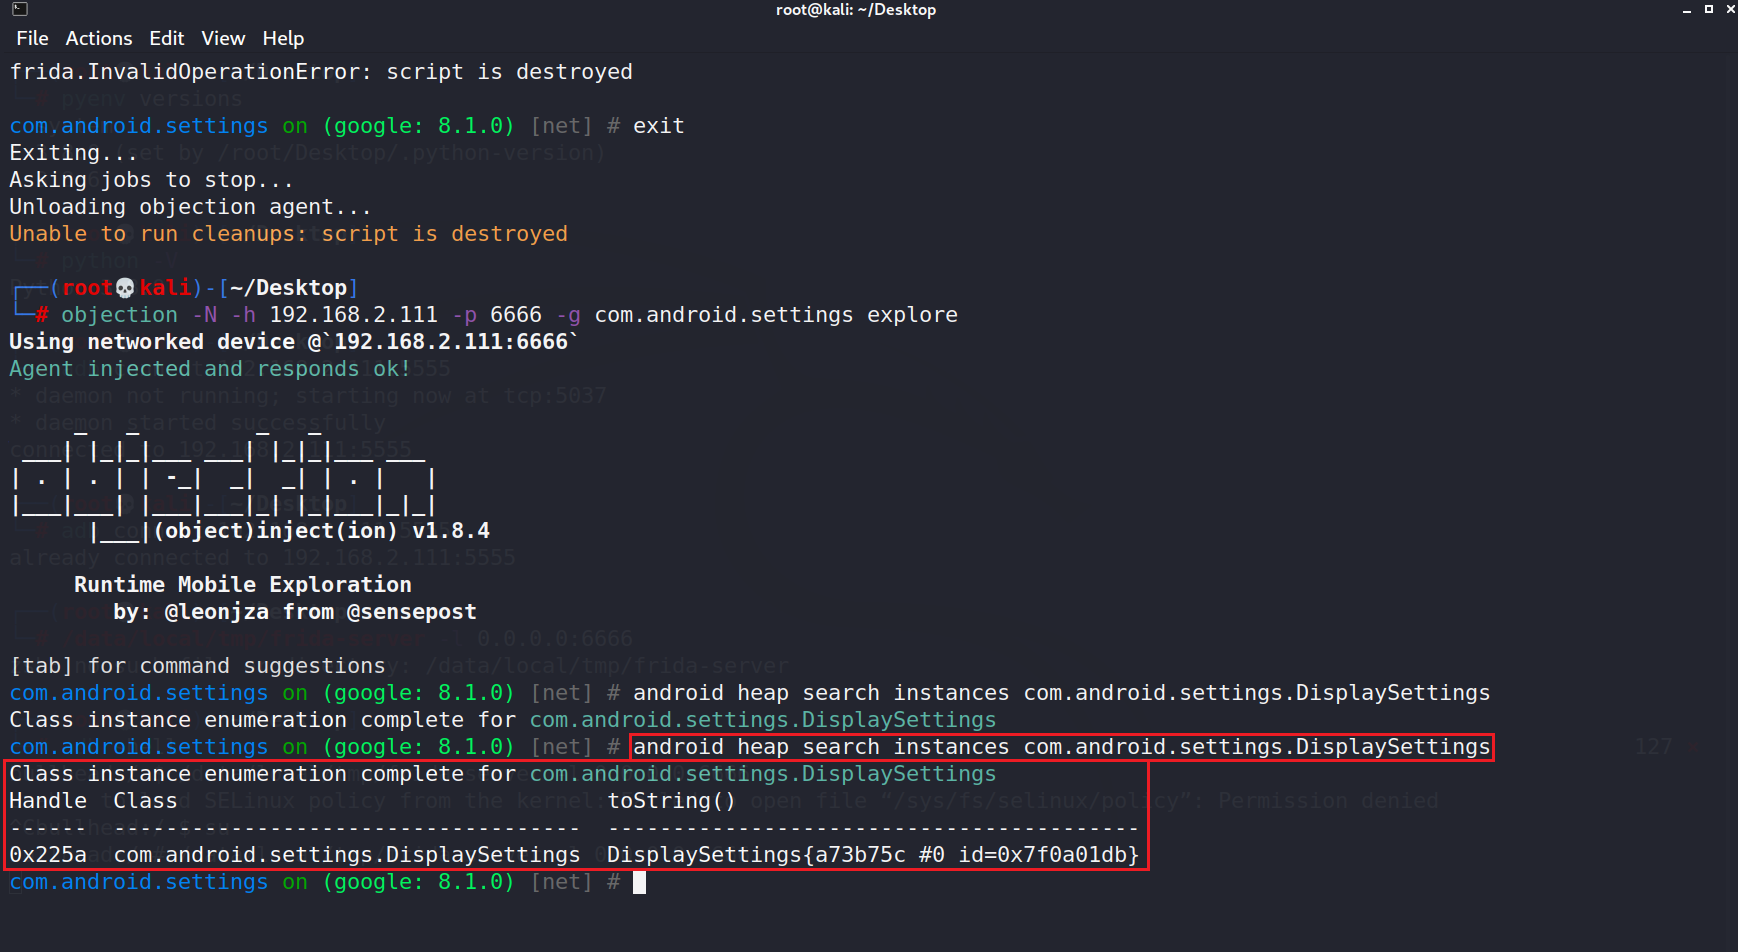 root@kali: ~/Desktop
File Actions Edit View Help
frida.InvalidOperationError: script is destroyed
com.android.settings on (google: 8.1.0) [net] # exit
Exiting...
Asking jobs to stop...
Unloading objection agent...
Unable to run cleanups: script is destroyed
┌──(root💀kali)-[~/Desktop]
└─# objection -N -h 192.168.2.111 -p 6666 -g com.android.settings explore
Using networked device @`192.168.2.111:6666`
Agent injected and responds ok!
     _   _         _   _
 ___| |_|_|___ ___| |_|_|___ ___
| . | . | | -_|  _|  _| | . |   |
|___|___| |___|___|_| |_|___|_|_|
      |___|(object)inject(ion) v1.8.4
Runtime Mobile Exploration
by: @leonjza from @sensepost
[tab] for command suggestions
com.android.settings on (google: 8.1.0) [net] # android heap search instances com.android.settings.DisplaySettings
Class instance enumeration complete for com.android.settings.DisplaySettings
com.android.settings on (google: 8.1.0) [net] # android heap search instances com.android.settings.DisplaySettings
Class instance enumeration complete for com.android.settings.DisplaySettings
Handle  Class                                 toString()
------  ------------------------------------  -----------------------------------------
0x225a  com.android.settings.DisplaySettings  DisplaySettings{a73b75c #0 id=0x7f0a01db}
com.android.settings on (google: 8.1.0) [net] #